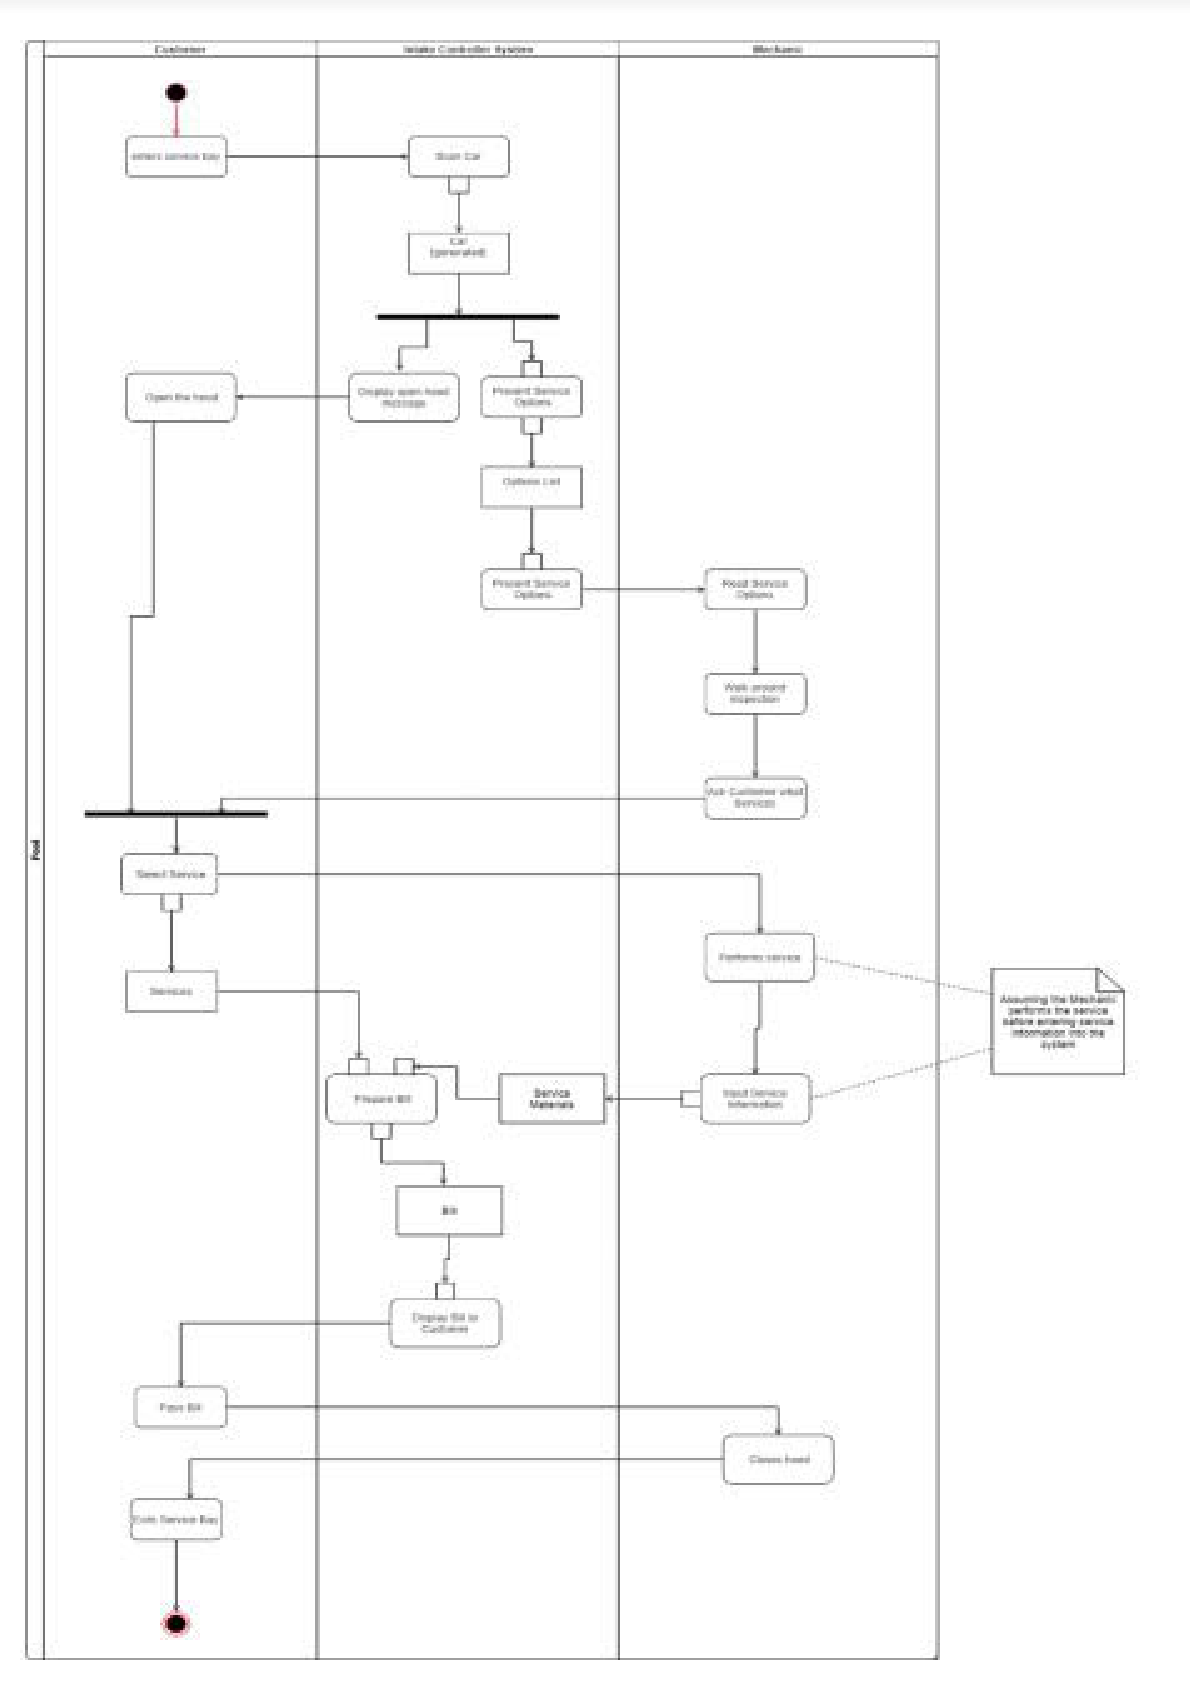 Customer
Intake Controller System
Mechanic
enters service bay
Scan Car
Car
[generated]
Open the hood
Display open hood
message
Present Service
Options
Options List
Present Service
Options
Read Service
Options
Walk around
Inspection
Ask Customer what
Services
Pool
Select Service
Performs service
Services
Assuming the Mechanic
performs the service
before entering service
information into the
system
Prepare Bill
Service
Materials
Input Service
Information
Bill
Display Bill to
Customer
Pays Bill
Closes hood
Exits Service Bay